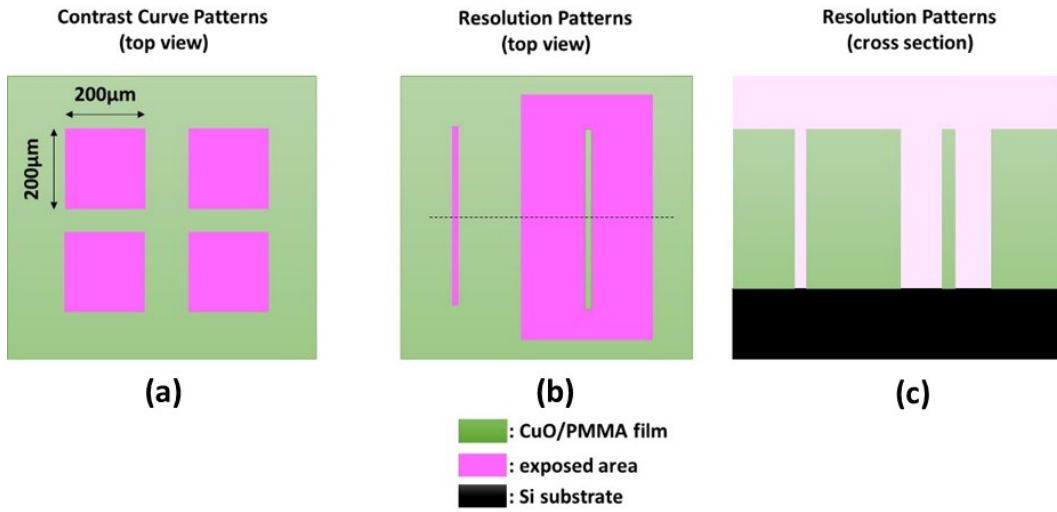 Contrast Curve Patterns
(top view)
Resolution Patterns
(top view)
Resolution Patterns
(cross section)
200µm
200µm
(a)
(b)
(c)
: CuO/PMMA film
: exposed area
: Si substrate